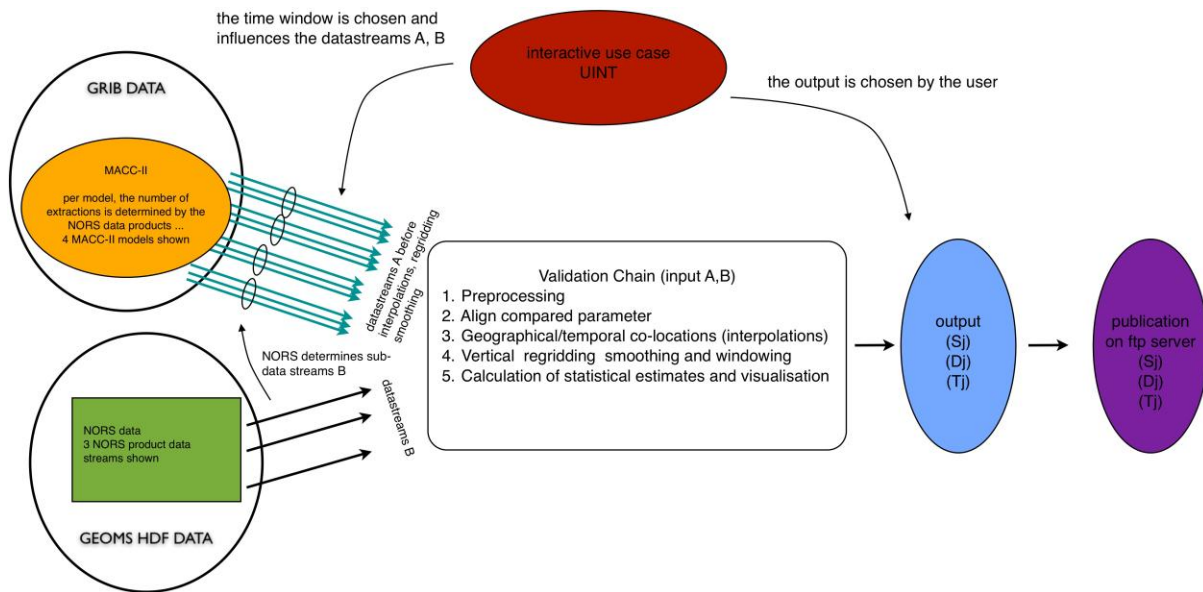 the time window is chosen and
influences the datastreams A, B
interactive use case
UINT
the output is chosen by the user
GRIB DATA
MACC-II
per model, the number of
extractions is determined by the
NORS data products ...
4 MACC-II models shown
datastreams A before
interpolations, regridding
smoothing
Validation Chain (input A,B)
1. Preprocessing
2. Align compared parameter
3. Geographical/temporal co-locations (interpolations)
4. Vertical regridding smoothing and windowing
5. Calculation of statistical estimates and visualisation
output
(Sj)
(Dj)
(Tj)
publication
on ftp server
(Sj)
(Dj)
(Tj)
NORS determines sub-
data streams B
datastreams B
NORS data
3 NORS product data
streams shown
GEOMS HDF DATA